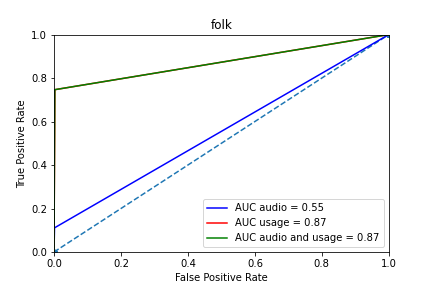 folk
1.0
0.8
0.6
0.4
0.2
0.0
True Positive Rate
AUC audio = 0.55
AUC usage = 0.87
AUC audio and usage = 0.87
0.0 0.2 0.4 0.6 0.8 1.0
False Positive Rate